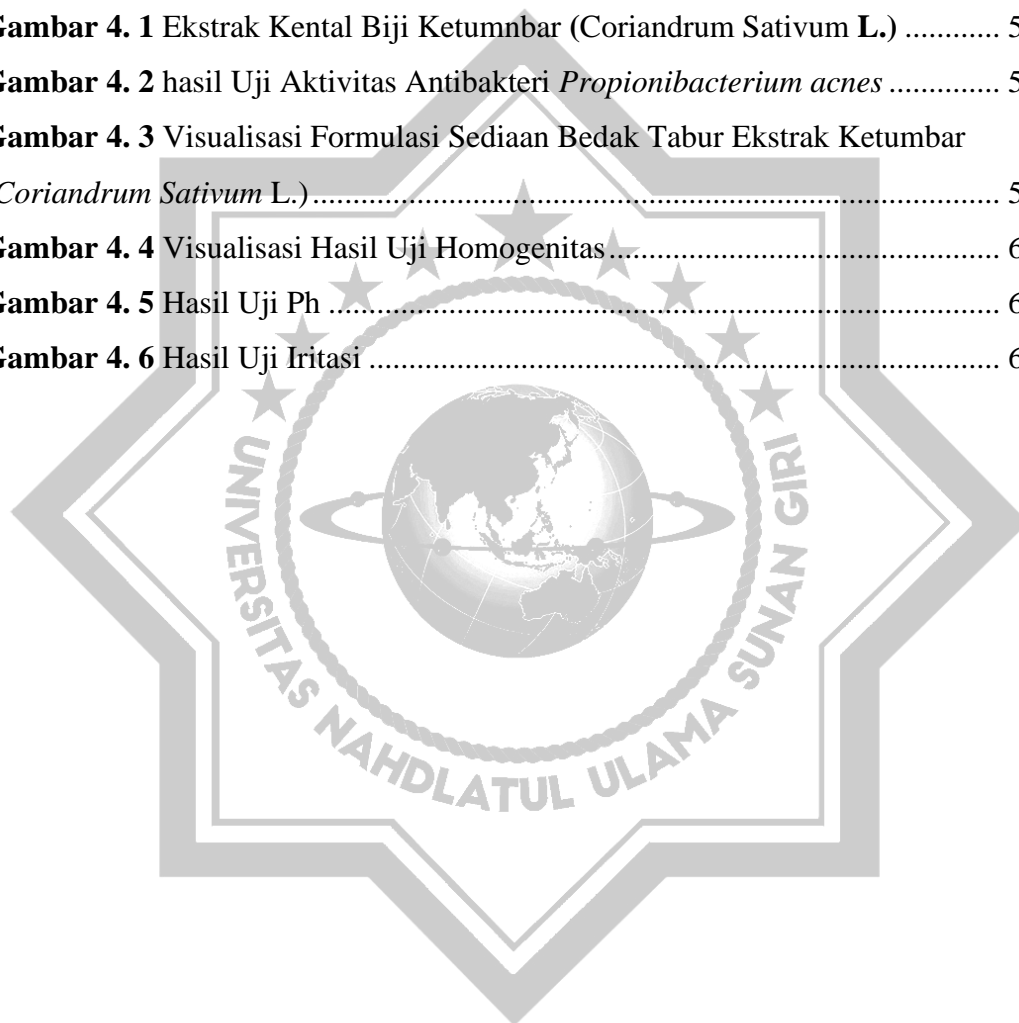 Gambar 4. 1 Ekstrak Kental Biji Ketumnbar (Coriandrum Sativum L.) ............ 5
Gambar 4. 2 hasil Uji Aktivitas Antibakteri Propionibacterium acnes .............. 5
Gambar 4. 3 Visualisasi Formulasi Sediaan Bedak Tabur Ekstrak Ketumbar
Coriandrum Sativum L.) ....................................................................................... 5
Gambar 4. 4 Visualisasi Hasil Uji Homogenitas ................................................. 6
Gambar 4. 5 Hasil Uji Ph ..................................................................................... 6
Gambar 4. 6 Hasil Uji Iritasi ................................................................................ 6
UNIVERSITAS NAHDLATUL ULAMA SUNAN GIRI